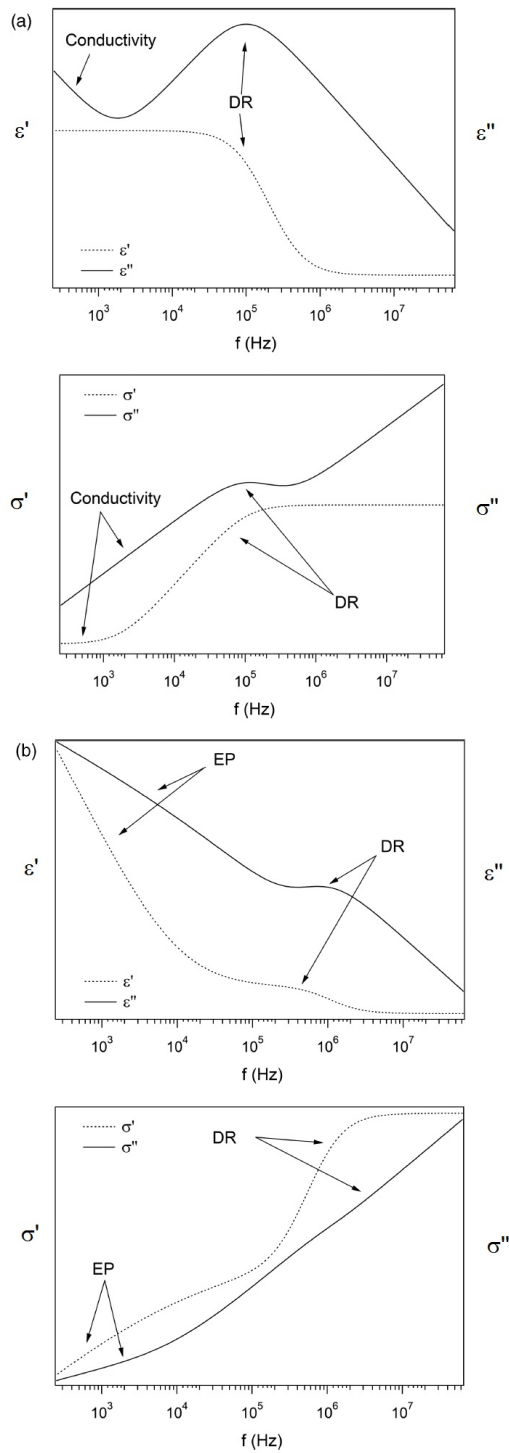 (a)
Conductivity
DR
ε'
ε"
ε'
ε"
10³ 10⁴ 10⁵ 10⁶ 10⁷
f (Hz)
σ'
σ"
Conductivity
σ'
σ"
DR
10³ 10⁴ 10⁵ 10⁶ 10⁷
f (Hz)
(b)
EP
DR
ε'
ε"
ε'
ε"
10³ 10⁴ 10⁵ 10⁶ 10⁷
f (Hz)
σ'
σ"
DR
σ'
σ"
EP
10³ 10⁴ 10⁵ 10⁶ 10⁷
f (Hz)